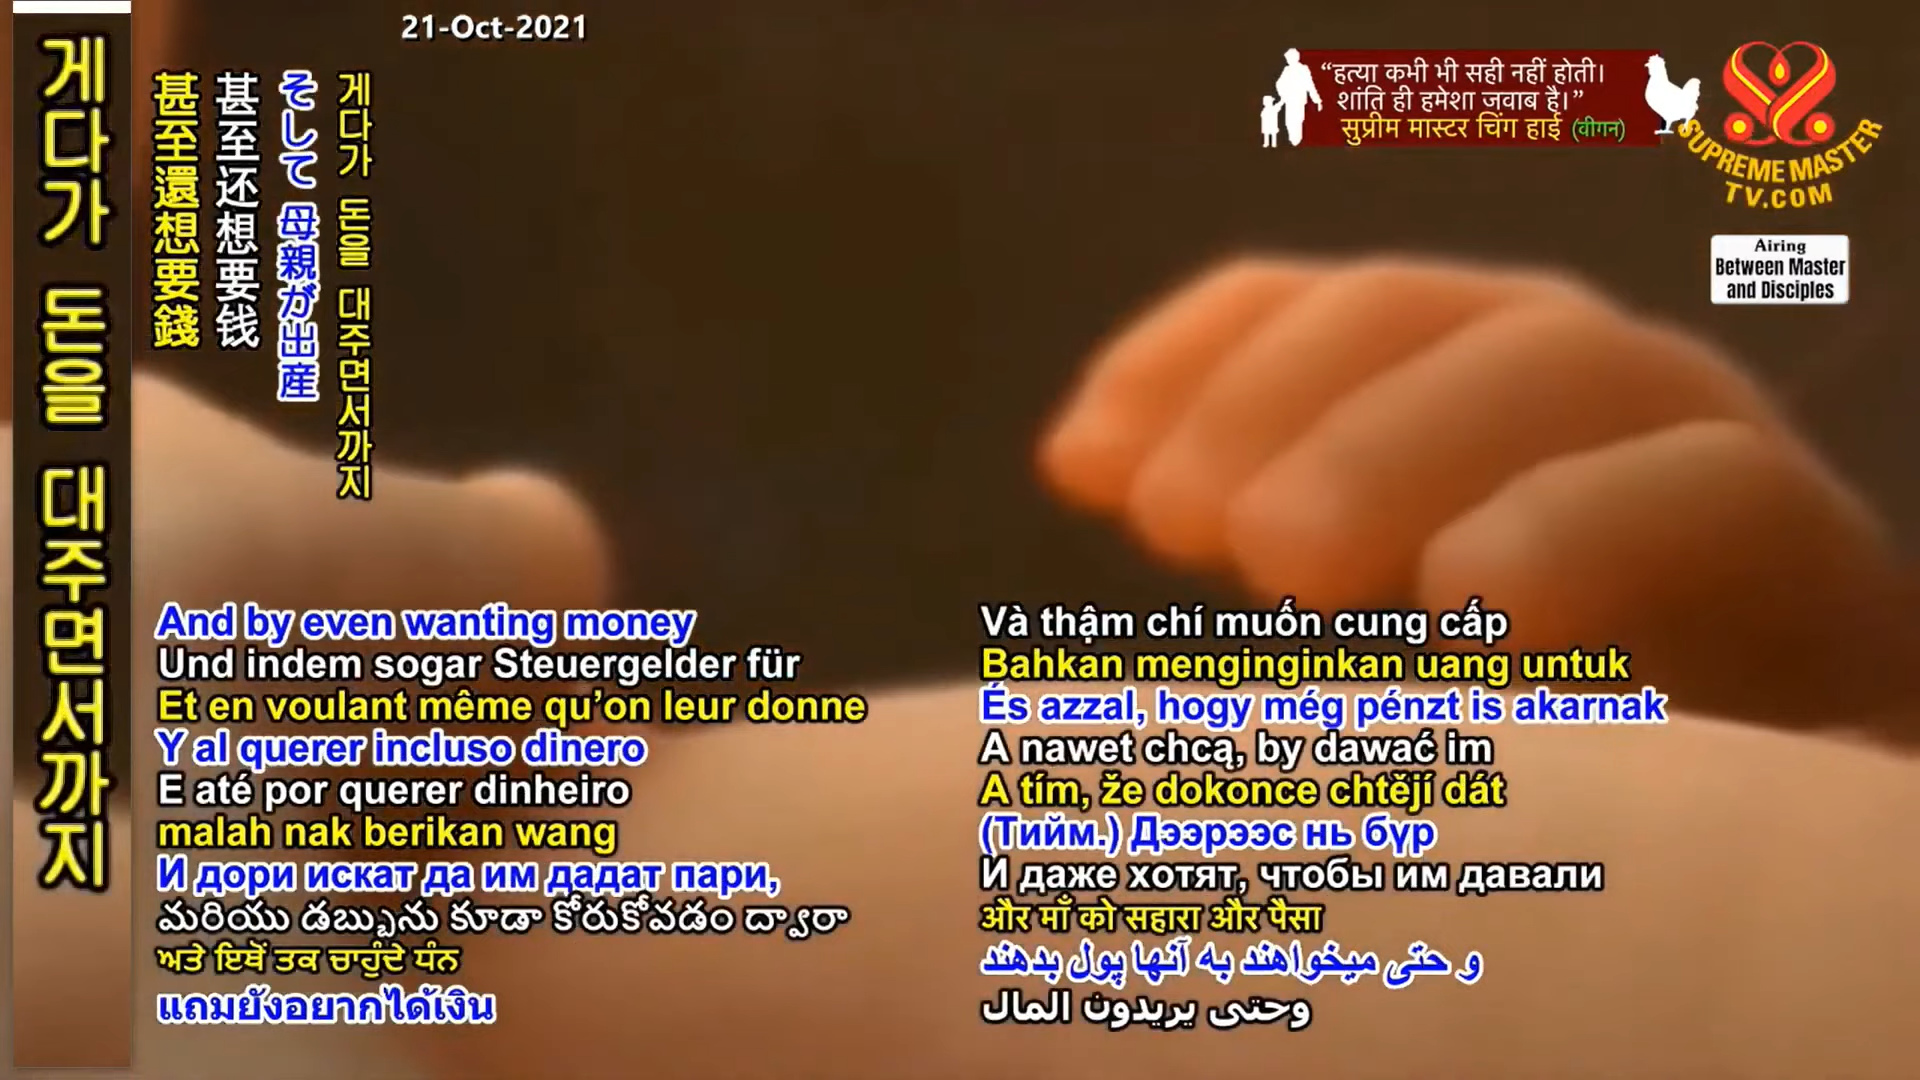 21-Oct-2021
게다가 돈을 대주면서까지
甚至還想要錢
甚至还想要钱
そして 母親が出産
게다가 돈을 대주면서까지
“हत्या कभी भी सही नहीं होती।
शांति ही हमेशा जवाब है।”
सुप्रीम मास्टर चिंग हाई (वीगन)
SUPREME MASTER
TV.COM
Airing
Between Master
and Disciples
And by even wanting money
Und indem sogar Steuergelder für
Et en voulant même qu’on leur donne
Y al querer incluso dinero
E até por querer dinheiro
malah nak berikan wang
И дори искат да им дадат пари,
మరియు డబ్బును కూడా కోరుకోవడం ద్వారా
ਅਤੇ ਇਥੋਂ ਤਕ ਚਾਹੁੰਦੇ ਧੰਨ
แถมยังอยากได้เงิน
Và thậm chí muốn cung cấp
Bahkan menginginkan uang untuk
És azzal, hogy még pénzt is akarnak
A nawet chcą, by dawać im
A tím, že dokonce chtějí dát
(Тийм.) Дээрээс нь бүр
И даже хотят, чтобы им давали
और माँ को सहारा और पैसा
و حتی میخواهند به آنها پول بدهند
وحتى يريدون المال